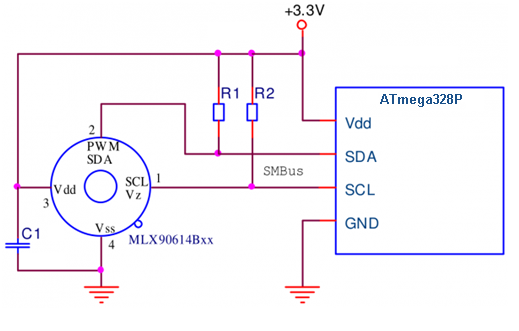 +3.3V
R1 R2
ATmega328P
Vdd
2
PWM
SDA
SDA
SMBus
SCL
Vz
1
SCL
Vdd
3
Vss
4
GND
C1
MLX90614Bxx